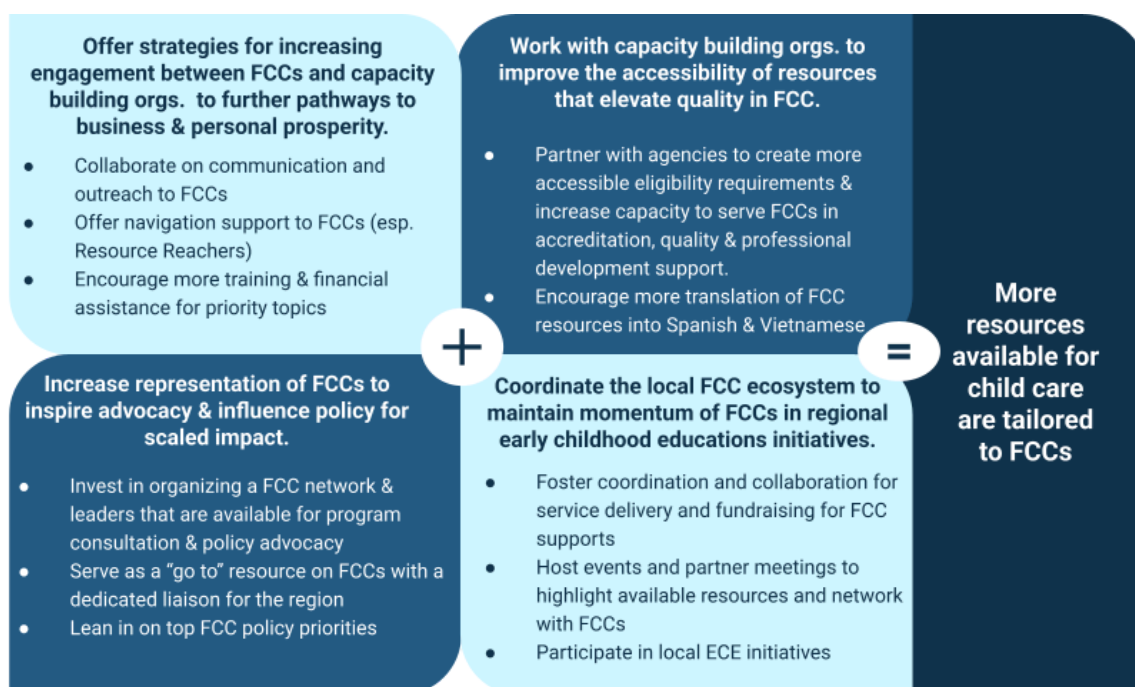 Offer strategies for increasing
engagement between FCCs and capacity
building orgs. to further pathways to
business & personal prosperity.
● Collaborate on communication and
outreach to FCCs
● Offer navigation support to FCCs (esp.
Resource Reachers)
● Encourage more training & financial
assistance for priority topics
Work with capacity building orgs. to
improve the accessibility of resources
that elevate quality in FCC.
● Partner with agencies to create more
accessible eligibility requirements &
increase capacity to serve FCCs in
accreditation, quality & professional
development support.
● Encourage more translation of FCC
resources into Spanish & Vietnamese
+
Increase representation of FCCs to
inspire advocacy & influence policy for
scaled impact.
● Invest in organizing a FCC network &
leaders that are available for program
consultation & policy advocacy
● Serve as a “go to” resource on FCCs with a
dedicated liaison for the region
● Lean in on top FCC policy priorities
Coordinate the local FCC ecosystem to
maintain momentum of FCCs in regional
early childhood educations initiatives.
● Foster coordination and collaboration for
service delivery and fundraising for FCC
supports
● Host events and partner meetings to
highlight available resources and network
with FCCs
● Participate in local ECE initiatives
=
More
resources
available for
child care
are tailored
to FCCs